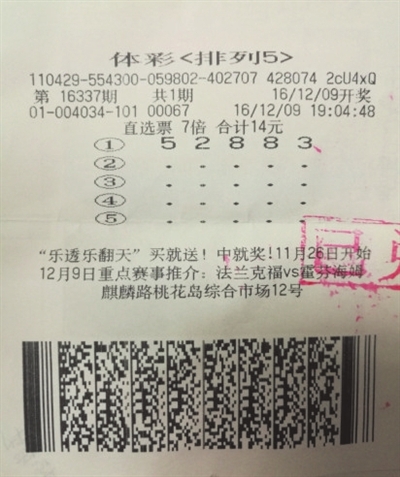 体彩<排列5>
110429-554300-059802-402707 428074 2cU4xQ
第 16337期 共1期 16/12/09开奖
01-004034-101 00067 16/12/09 19:04:48
直选票 7倍 合计14元
① 5 2 8 8 3
② - - - - -
③ - - - - -
④ - - - - -
⑤ - - - - -
“乐透乐翻天”买就送！中就奖！11月26日开始
12月9日重点赛事推介：法兰克福vs霍芬海姆
麒麟路桃花岛综合市场12号
已